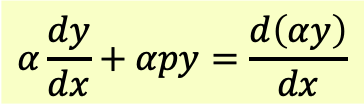 α dy/dx + αpy = d(αy)/dx